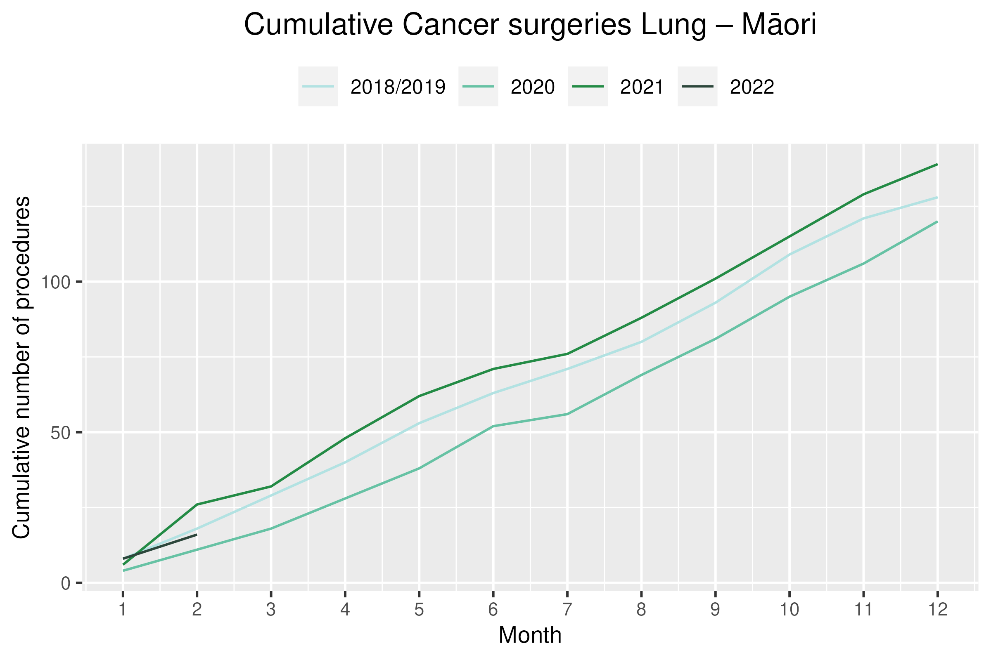 Cumulative Cancer surgeries Lung – Māori
2018/2019 2020 2021 2022
Cumulative number of procedures
100
50
0
1 2 3 4 5 6 7 8 9 10 11 12
Month